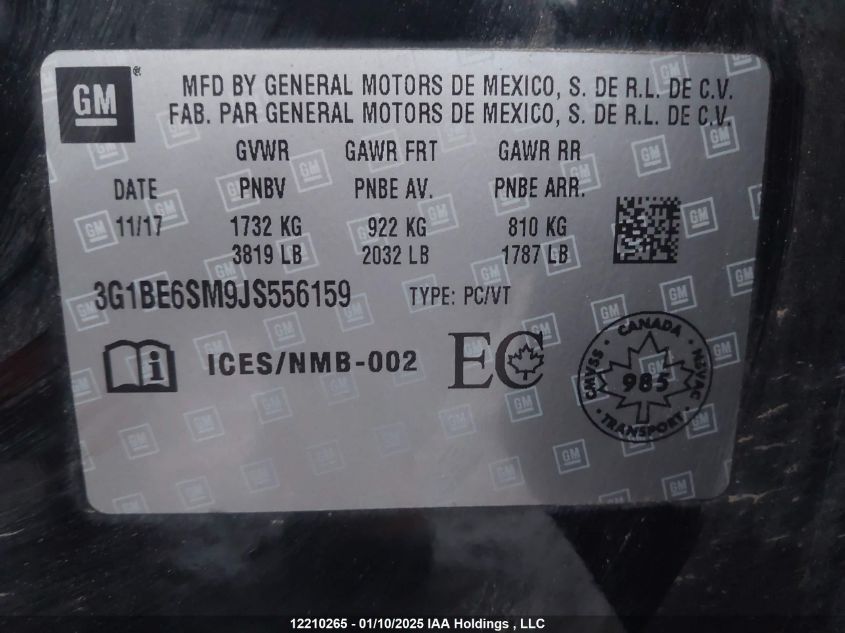 GM
MFD BY GENERAL MOTORS DE MEXICO, S. DE R.L. DE C.V.
FAB. PAR GENERAL MOTORS DE MEXICO, S. DE R.L. DE C.V.
GVWR GAWR FRT GAWR RR
DATE PNBV PNBE AV. PNBE ARR.
11/17 1732 KG 922 KG 810 KG
3819 LB 2032 LB 1787 LB
3G1BE6SM9JS556159 TYPE: PC/VT
i ICES/NMB-002 EC
CANADA
CMVSS 985 NSVAC
TRANSPORT
12210265 - 01/10/2025 IAA Holdings , LLC